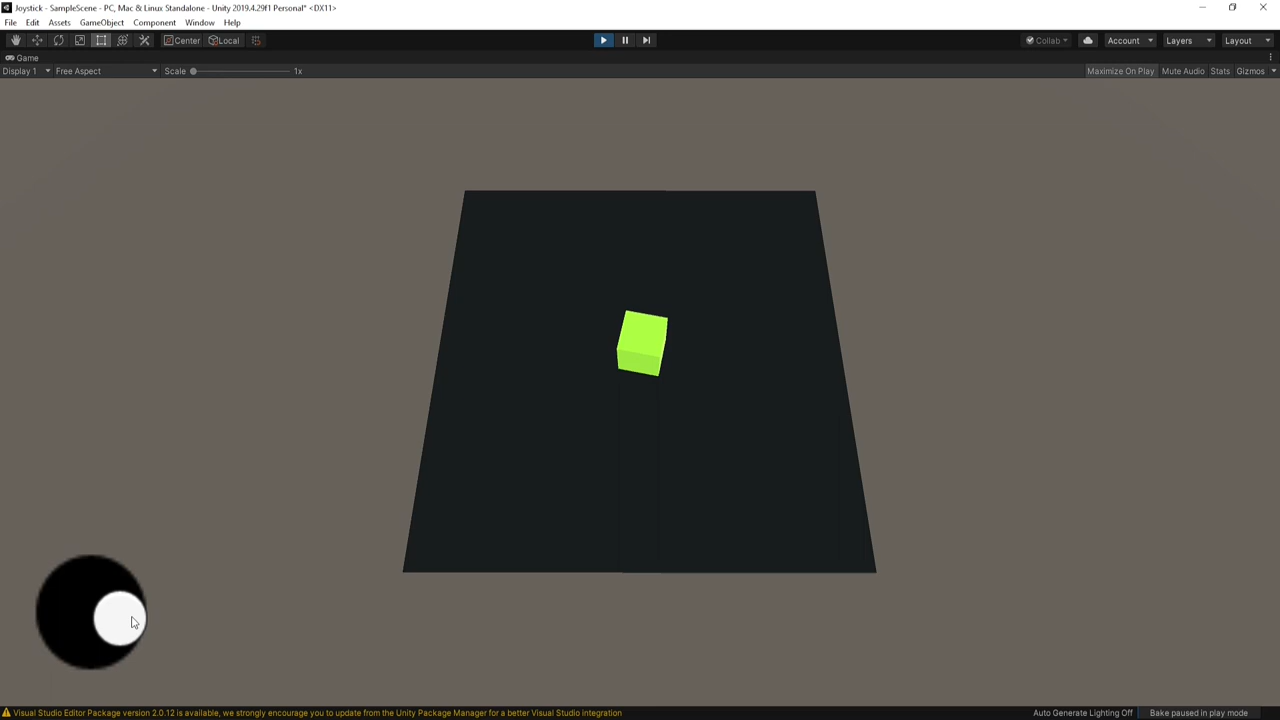 Joystick - SampleScene - PC, Mac & Linux Standalone - Unity 2019.4.29f1 Personal* <DX11>
File Edit Assets GameObject Component Window Help
Center Local Collab Account Layers Layout
Game
Display 1 Free Aspect Scale 1x Maximize On Play Mute Audio Stats Gizmos
Visual Studio Editor Package version 2.0.12 is available, we strongly encourage you to update from the Unity Package Manager for a better Visual Studio integration Auto Generate Lighting Off Bake paused in play mode